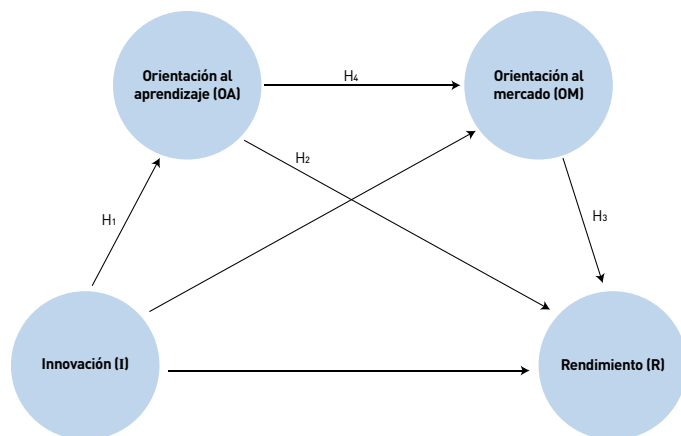 Orientación al
aprendizaje (OA)
H4
Orientación al
mercado (OM)
H2
H1
H3
Innovación (I)
Rendimiento (R)